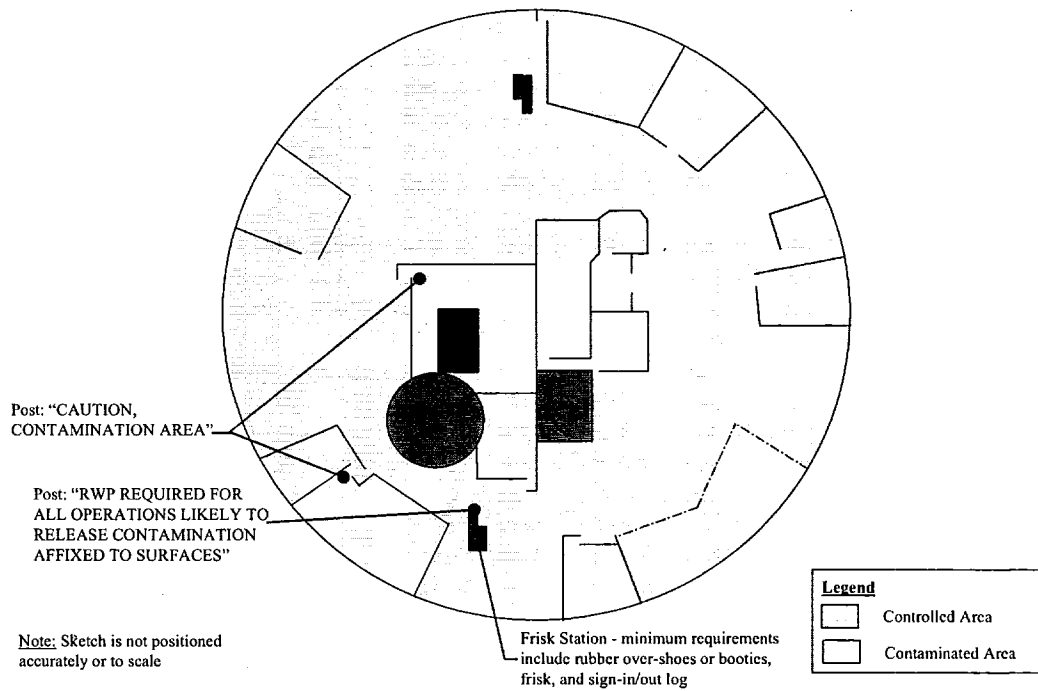 Post: “CAUTION,
CONTAMINATION AREA”
Post: “RWP REQUIRED FOR
ALL OPERATIONS LIKELY TO
RELEASE CONTAMINATION
AFFIXED TO SURFACES”
Note: Sketch is not positioned
accurately or to scale
Frisk Station - minimum requirements
include rubber over-shoes or booties,
frisk, and sign-in/out log
Legend
Controlled Area
Contaminated Area